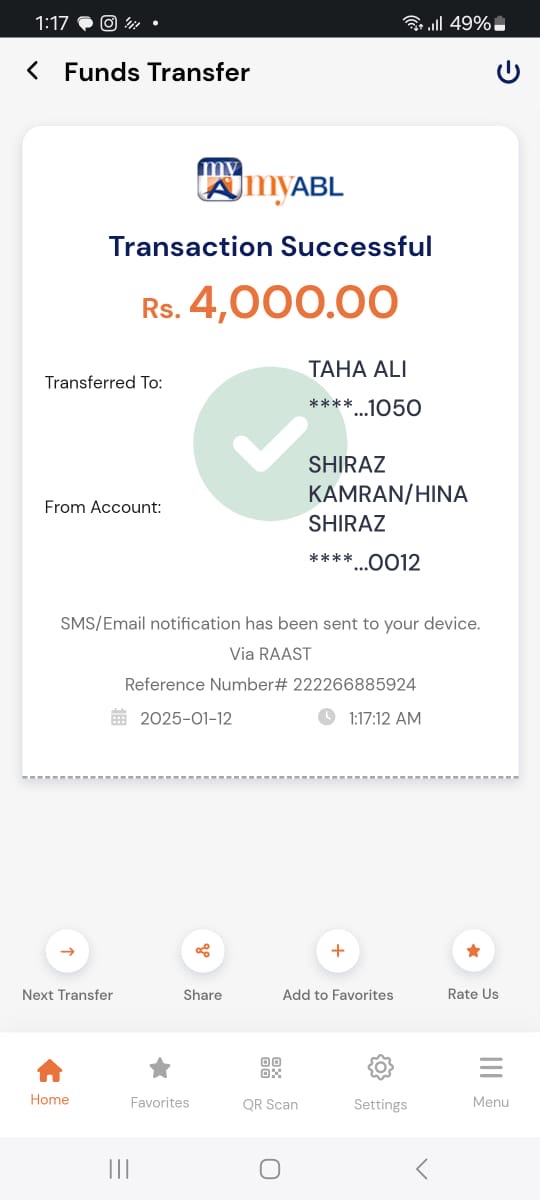 1:17
49%
Funds Transfer
my
myABL
Transaction Successful
Rs. 4,000.00
Transferred To:
TAHA ALI
****...1050
From Account:
SHIRAZ
KAMRAN/HINA
SHIRAZ
****...0012
SMS/Email notification has been sent to your device.
Via RAAST
Reference Number# 222266885924
2025-01-12 1:17:12 AM
Next Transfer Share Add to Favorites Rate Us
Home Favorites QR Scan Settings Menu